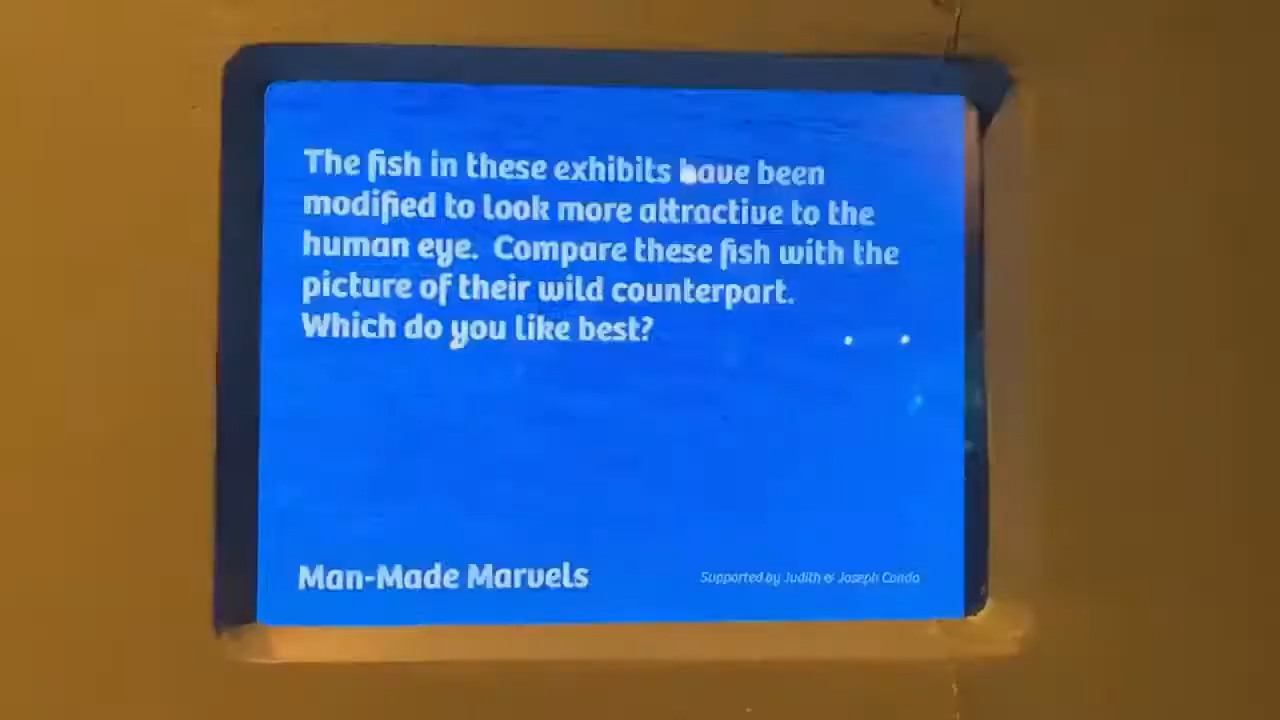 The fish in these exhibits have been
modified to look more attractive to the
human eye. Compare these fish with the
picture of their wild counterpart.
Which do you like best?
Man-Made Marvels
Supported by Judith & Joseph Conda